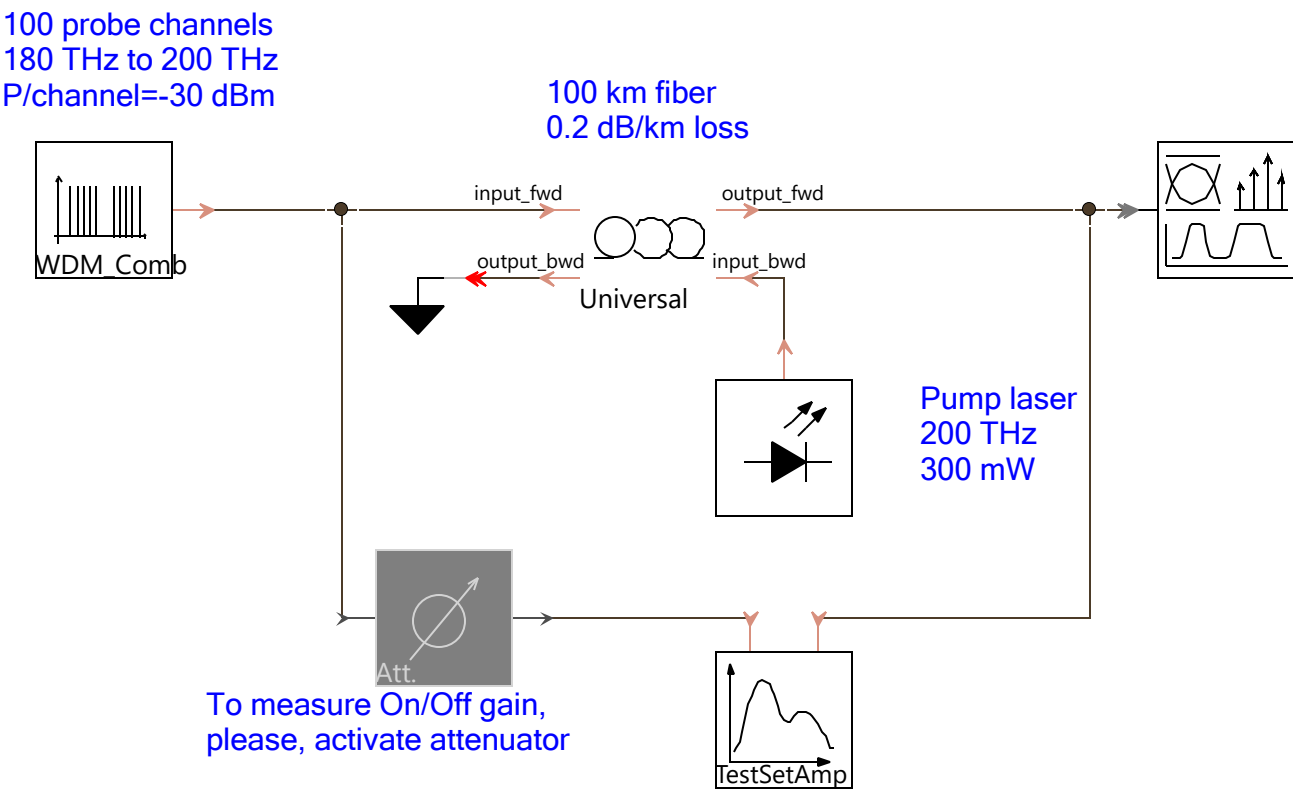 100 probe channels
180 THz to 200 THz
P/channel=-30 dBm
100 km fiber
0.2 dB/km loss
WDM_Comb
input_fwd
output_fwd
output_bwd
input_bwd
Universal
Pump laser
200 THz
300 mW
Att.
To measure On/Off gain,
please, activate attenuator
TestSetAmp